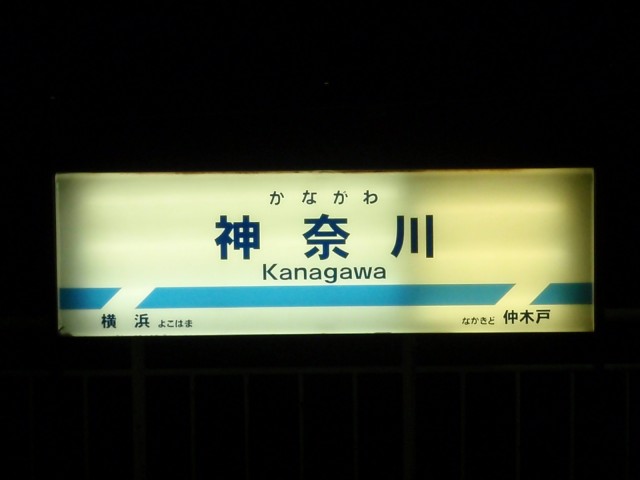 かながわ
神奈川
Kanagawa
横浜 よこはま
なかきど 仲木戸